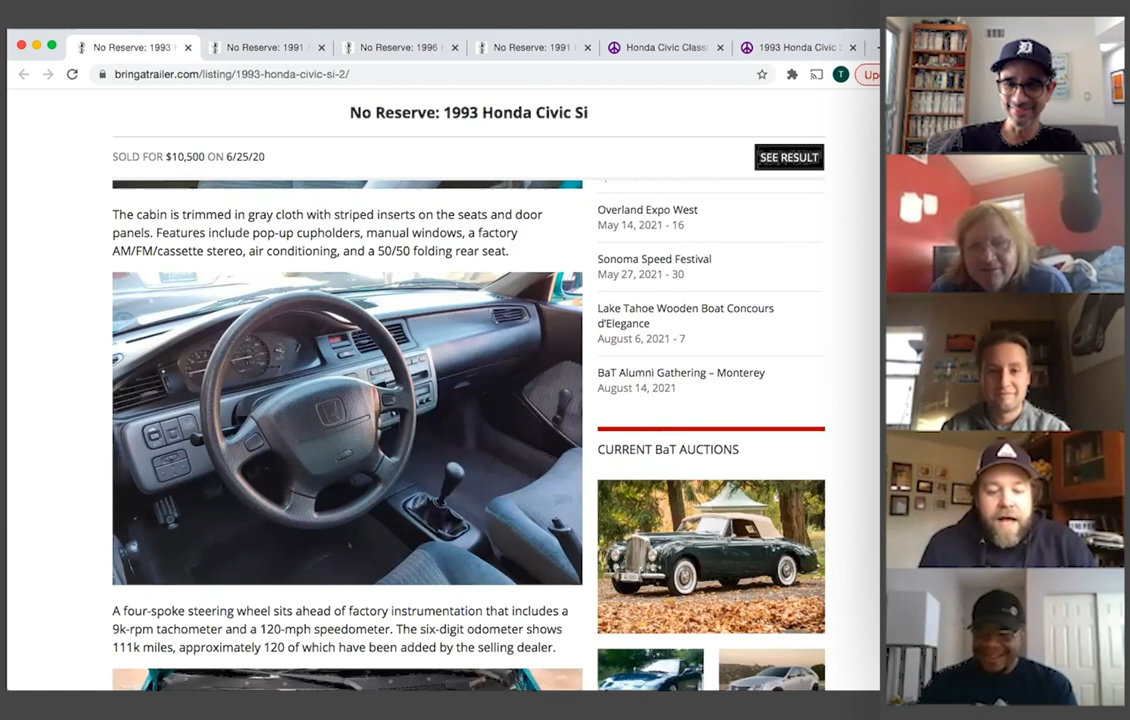 No Reserve: 1993
No Reserve: 1991
No Reserve: 1996
No Reserve: 1991
Honda Civic Class
1993 Honda Civic
bringatrailer.com/listing/1993-honda-civic-si-2/
T
Up
No Reserve: 1993 Honda Civic Si
SOLD FOR $10,500 ON 6/25/20
SEE RESULT
The cabin is trimmed in gray cloth with striped inserts on the seats and door
panels. Features include pop-up cupholders, manual windows, a factory
AM/FM/cassette stereo, air conditioning, and a 50/50 folding rear seat.
A four-spoke steering wheel sits ahead of factory instrumentation that includes a
9k-rpm tachometer and a 120-mph speedometer. The six-digit odometer shows
111k miles, approximately 120 of which have been added by the selling dealer.
Overland Expo West
May 14, 2021 - 16
Sonoma Speed Festival
May 27, 2021 - 30
Lake Tahoe Wooden Boat Concours
d'Elegance
August 6, 2021 - 7
BaT Alumni Gathering – Monterey
August 14, 2021
CURRENT BaT AUCTIONS